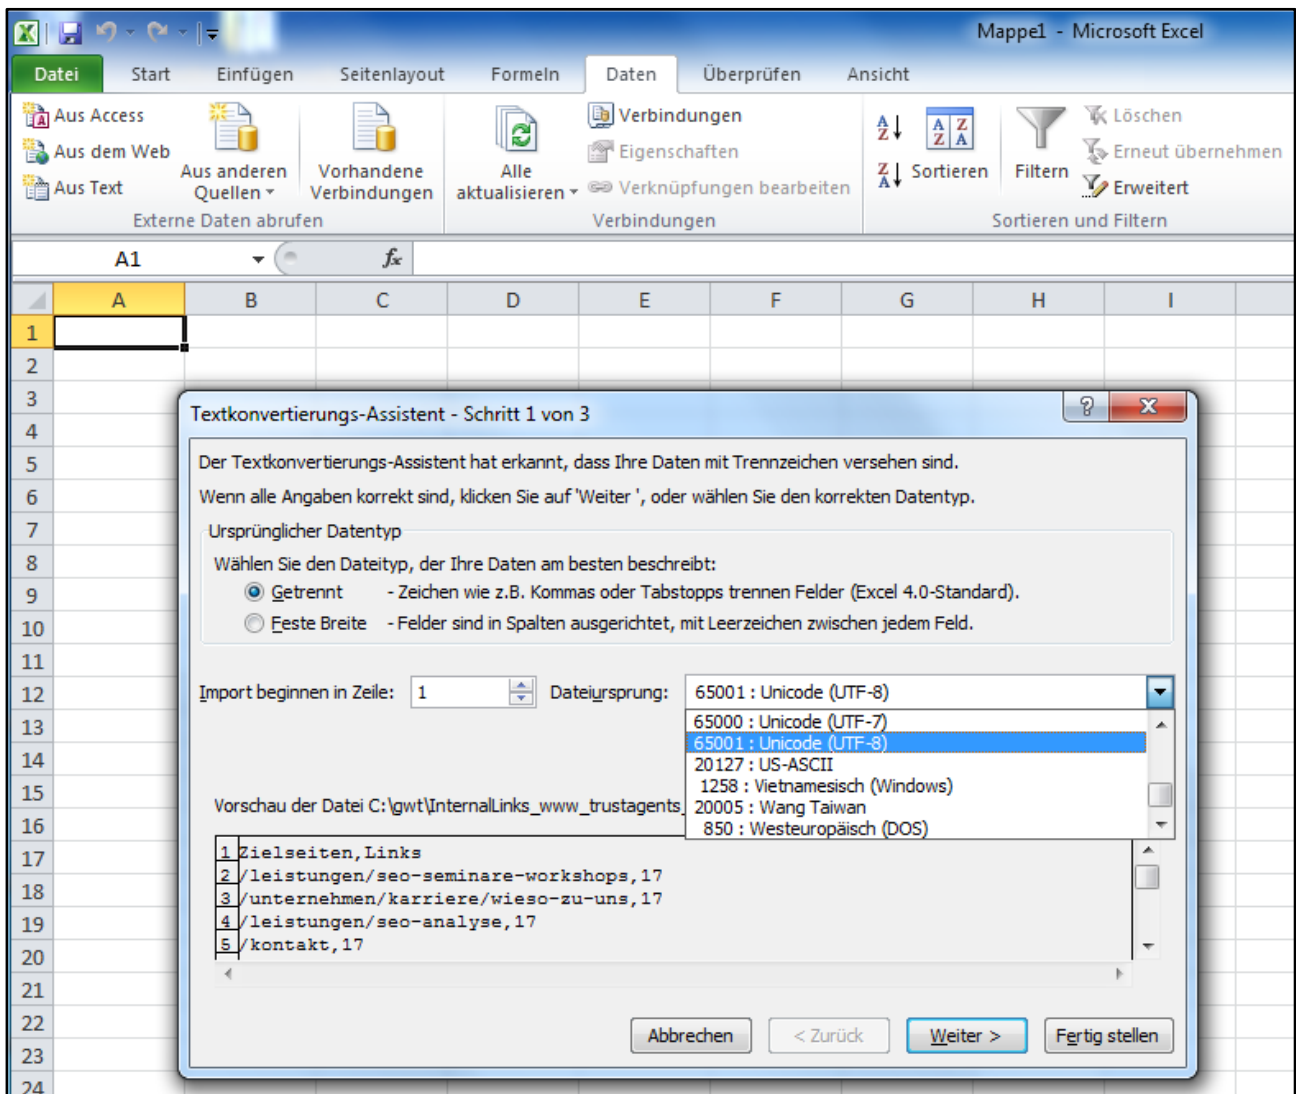 Mappe1 - Microsoft Excel
Datei Start Einfügen Seitenlayout Formeln Daten Überprüfen Ansicht
Aus Access
Aus dem Web
Aus Text
Aus anderen
Quellen
Vorhandene
Verbindungen
Externe Daten abrufen
Alle
aktualisieren
Verbindungen
Eigenschaften
Verknüpfungen bearbeiten
Verbindungen
Sortieren
Filtern
Löschen
Erneut übernehmen
Erweitert
Sortieren und Filtern
A1 fx
A B C D E F G H I
1
2
3
4
5
6
7
8
9
10
11
12
13
14
15
16
17
18
19
20
21
22
23
24
Textkonvertierungs-Assistent - Schritt 1 von 3
Der Textkonvertierungs-Assistent hat erkannt, dass Ihre Daten mit Trennzeichen versehen sind.
Wenn alle Angaben korrekt sind, klicken Sie auf 'Weiter ', oder wählen Sie den korrekten Datentyp.
Ursprünglicher Datentyp
Wählen Sie den Dateityp, der Ihre Daten am besten beschreibt:
Getrennt - Zeichen wie z.B. Kommas oder Tabstopps trennen Felder (Excel 4.0-Standard).
Feste Breite - Felder sind in Spalten ausgerichtet, mit Leerzeichen zwischen jedem Feld.
Import beginnen in Zeile: 1 Dateiursprung: 65001 : Unicode (UTF-8)
65000 : Unicode (UTF-7)
65001 : Unicode (UTF-8)
20127 : US-ASCII
1258 : Vietnamesisch (Windows)
20005 : Wang Taiwan
850 : Westeuropäisch (DOS)
Vorschau der Datei C:\gwt\InternalLinks_www_trustagents_
1 Zielseiten,Links
2 /leistungen/seo-seminare-workshops,17
3 /unternehmen/karriere/wieso-zu-uns,17
4 /leistungen/seo-analyse,17
5 /kontakt,17
Abbrechen < Zurück Weiter > Fertig stellen